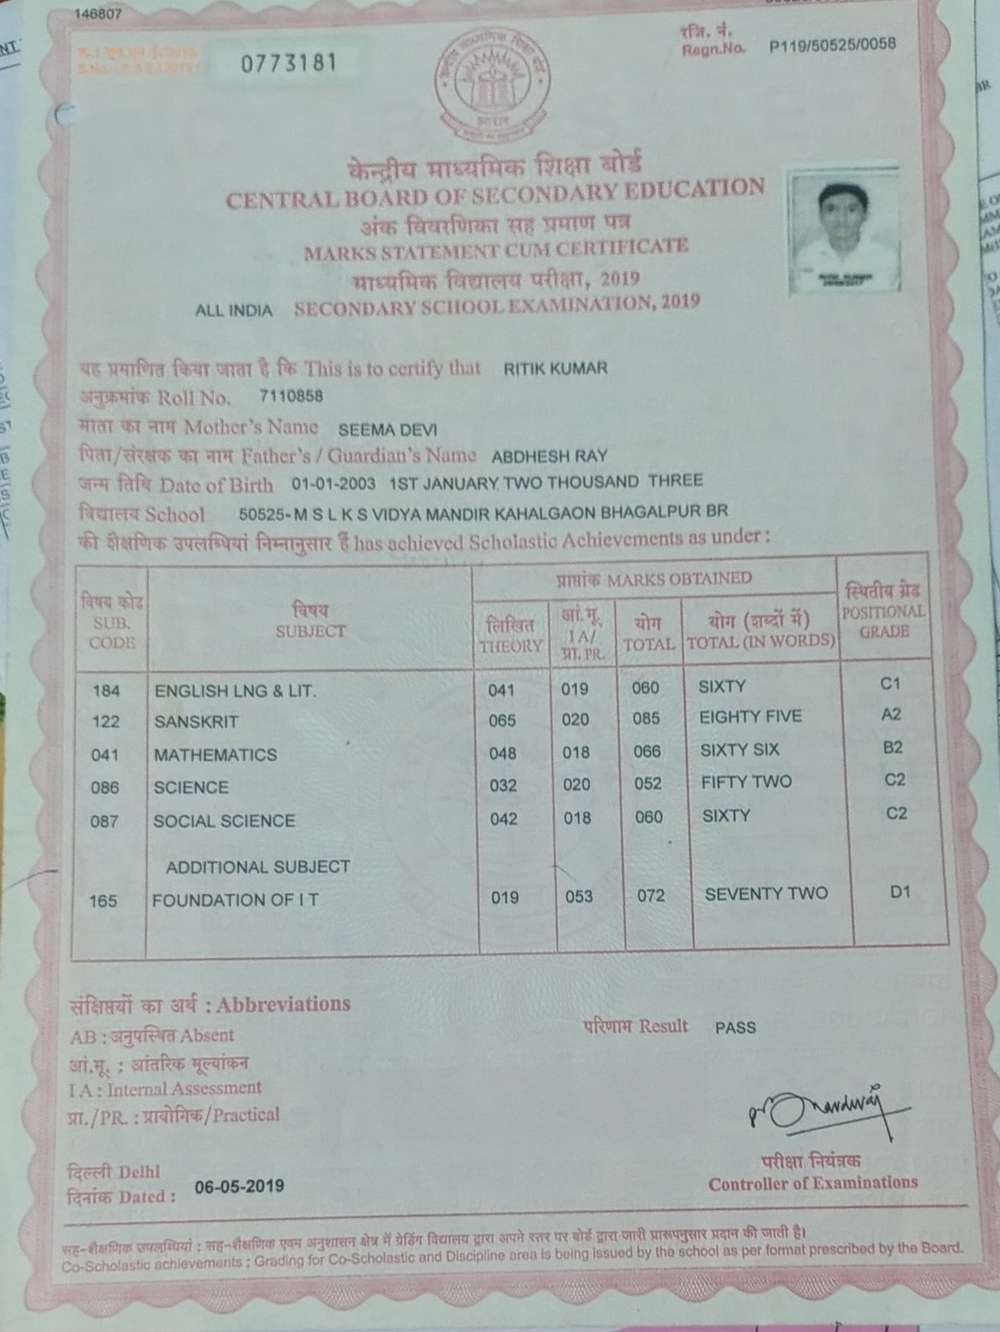 146807
0773181
रजि. नं.
Regn.No. P119/50525/0058
केन्द्रीय माध्यमिक शिक्षा बोर्ड
CENTRAL BOARD OF SECONDARY EDUCATION
अंक विवरणिका सह प्रमाण पत्र
MARKS STATEMENT CUM CERTIFICATE
माध्यमिक विद्यालय परीक्षा, 2019
ALL INDIA SECONDARY SCHOOL EXAMINATION, 2019
यह प्रमाणित किया जाता है कि This is to certify that RITIK KUMAR
अनुक्रमांक Roll No. 7110858
माता का नाम Mother's Name SEEMA DEVI
पिता/संरक्षक का नाम Father's / Guardian's Name ABDHESH RAY
जन्म तिथि Date of Birth 01-01-2003 1ST JANUARY TWO THOUSAND THREE
विद्यालय School 50525- M S L K S VIDYA MANDIR KAHALGAON BHAGALPUR BR
की शैक्षणिक उपलब्धियां निम्नानुसार हैं has achieved Scholastic Achievements as under :
विषय कोड SUB. CODE विषय SUBJECT प्राप्तांक MARKS OBTAINED स्थितीय ग्रेड POSITIONAL GRADE
लिखित THEORY आं.मू. I A/ प्रा. PR. योग TOTAL योग (शब्दों में) TOTAL (IN WORDS)
184 ENGLISH LNG & LIT. 041 019 060 SIXTY C1
122 SANSKRIT 065 020 085 EIGHTY FIVE A2
041 MATHEMATICS 048 018 066 SIXTY SIX B2
086 SCIENCE 032 020 052 FIFTY TWO C2
087 SOCIAL SCIENCE 042 018 060 SIXTY C2
ADDITIONAL SUBJECT
165 FOUNDATION OF I T 019 053 072 SEVENTY TWO D1
संक्षिप्तयों का अर्थ : Abbreviations
AB : अनुपस्थित Absent
परिणाम Result PASS
आं.मू. : आंतरिक मूल्यांकन
I A : Internal Assessment
प्रा./PR. : प्रायोगिक/Practical
परीक्षा नियंत्रक
Controller of Examinations
दिल्ली Delhi
दिनांक Dated : 06-05-2019
सह-शैक्षणिक उपलब्धियां : सह-शैक्षणिक एवम अनुशासन क्षेत्र में ग्रेडिंग विद्यालय द्वारा अपने स्तर पर बोर्ड द्वारा जारी प्रारूपनुसार प्रदान की जाती है।
Co-Scholastic achievements : Grading for Co-Scholastic and Discipline area is being issued by the school as per format prescribed by the Board.